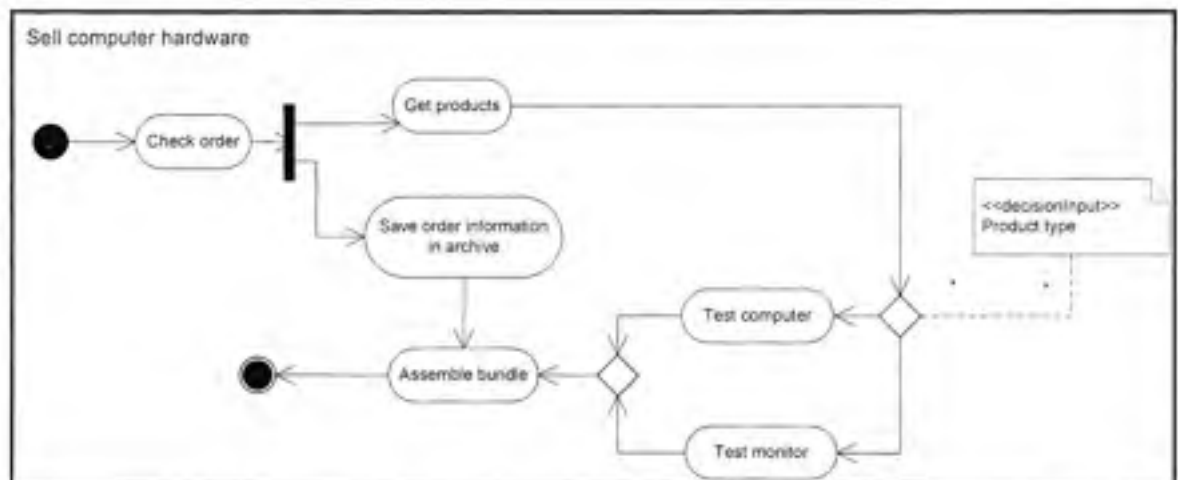 Sell computer hardware
Get products
Check order
Save order information
in archive
<<decisionInput>>
Product type
Test computer
Assemble bundle
Test monitor